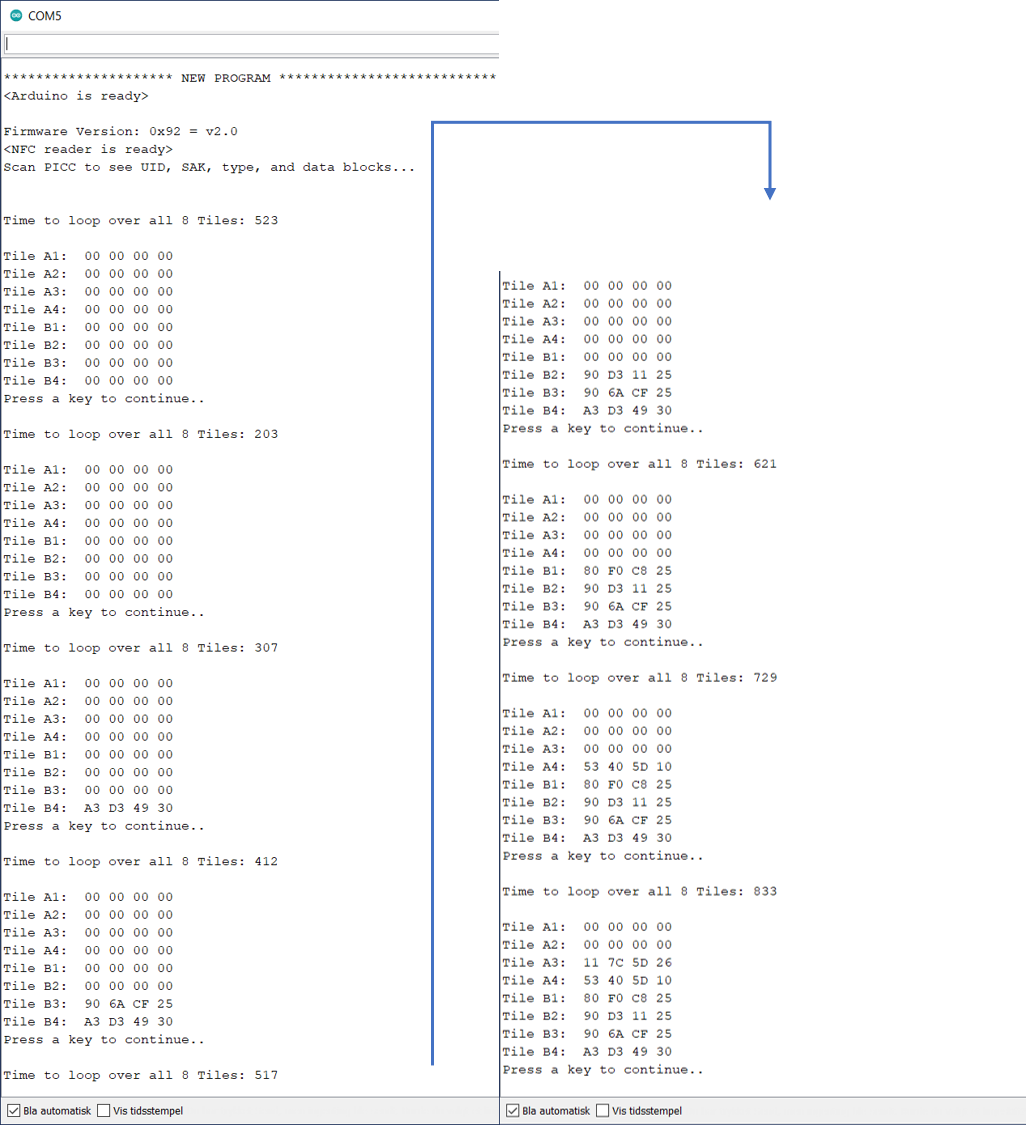 COM5
********************* NEW PROGRAM ***************************
<Arduino is ready>
Firmware Version: 0x92 = v2.0
<NFC reader is ready>
Scan PICC to see UID, SAK, type, and data blocks...
Time to loop over all 8 Tiles: 523
Tile A1:  00 00 00 00
Tile A2:  00 00 00 00
Tile A3:  00 00 00 00
Tile A4:  00 00 00 00
Tile B1:  00 00 00 00
Tile B2:  00 00 00 00
Tile B3:  00 00 00 00
Tile B4:  00 00 00 00
Press a key to continue..
Time to loop over all 8 Tiles: 203
Tile A1:  00 00 00 00
Tile A2:  00 00 00 00
Tile A3:  00 00 00 00
Tile A4:  00 00 00 00
Tile B1:  00 00 00 00
Tile B2:  00 00 00 00
Tile B3:  00 00 00 00
Tile B4:  00 00 00 00
Press a key to continue..
Time to loop over all 8 Tiles: 307
Tile A1:  00 00 00 00
Tile A2:  00 00 00 00
Tile A3:  00 00 00 00
Tile A4:  00 00 00 00
Tile B1:  00 00 00 00
Tile B2:  00 00 00 00
Tile B3:  00 00 00 00
Tile B4:  A3 D3 49 30
Press a key to continue..
Time to loop over all 8 Tiles: 412
Tile A1:  00 00 00 00
Tile A2:  00 00 00 00
Tile A3:  00 00 00 00
Tile A4:  00 00 00 00
Tile B1:  00 00 00 00
Tile B2:  00 00 00 00
Tile B3:  90 6A CF 25
Tile B4:  A3 D3 49 30
Press a key to continue..
Time to loop over all 8 Tiles: 517
Bla automatisk Vis tidsstempel
Tile A1:  00 00 00 00
Tile A2:  00 00 00 00
Tile A3:  00 00 00 00
Tile A4:  00 00 00 00
Tile B1:  00 00 00 00
Tile B2:  90 D3 11 25
Tile B3:  90 6A CF 25
Tile B4:  A3 D3 49 30
Press a key to continue..
Time to loop over all 8 Tiles: 621
Tile A1:  00 00 00 00
Tile A2:  00 00 00 00
Tile A3:  00 00 00 00
Tile A4:  00 00 00 00
Tile B1:  80 F0 C8 25
Tile B2:  90 D3 11 25
Tile B3:  90 6A CF 25
Tile B4:  A3 D3 49 30
Press a key to continue..
Time to loop over all 8 Tiles: 729
Tile A1:  00 00 00 00
Tile A2:  00 00 00 00
Tile A3:  00 00 00 00
Tile A4:  53 40 5D 10
Tile B1:  80 F0 C8 25
Tile B2:  90 D3 11 25
Tile B3:  90 6A CF 25
Tile B4:  A3 D3 49 30
Press a key to continue..
Time to loop over all 8 Tiles: 833
Tile A1:  00 00 00 00
Tile A2:  00 00 00 00
Tile A3:  11 7C 5D 26
Tile A4:  53 40 5D 10
Tile B1:  80 F0 C8 25
Tile B2:  90 D3 11 25
Tile B3:  90 6A CF 25
Tile B4:  A3 D3 49 30
Press a key to continue..
Bla automatisk Vis tidsstempel